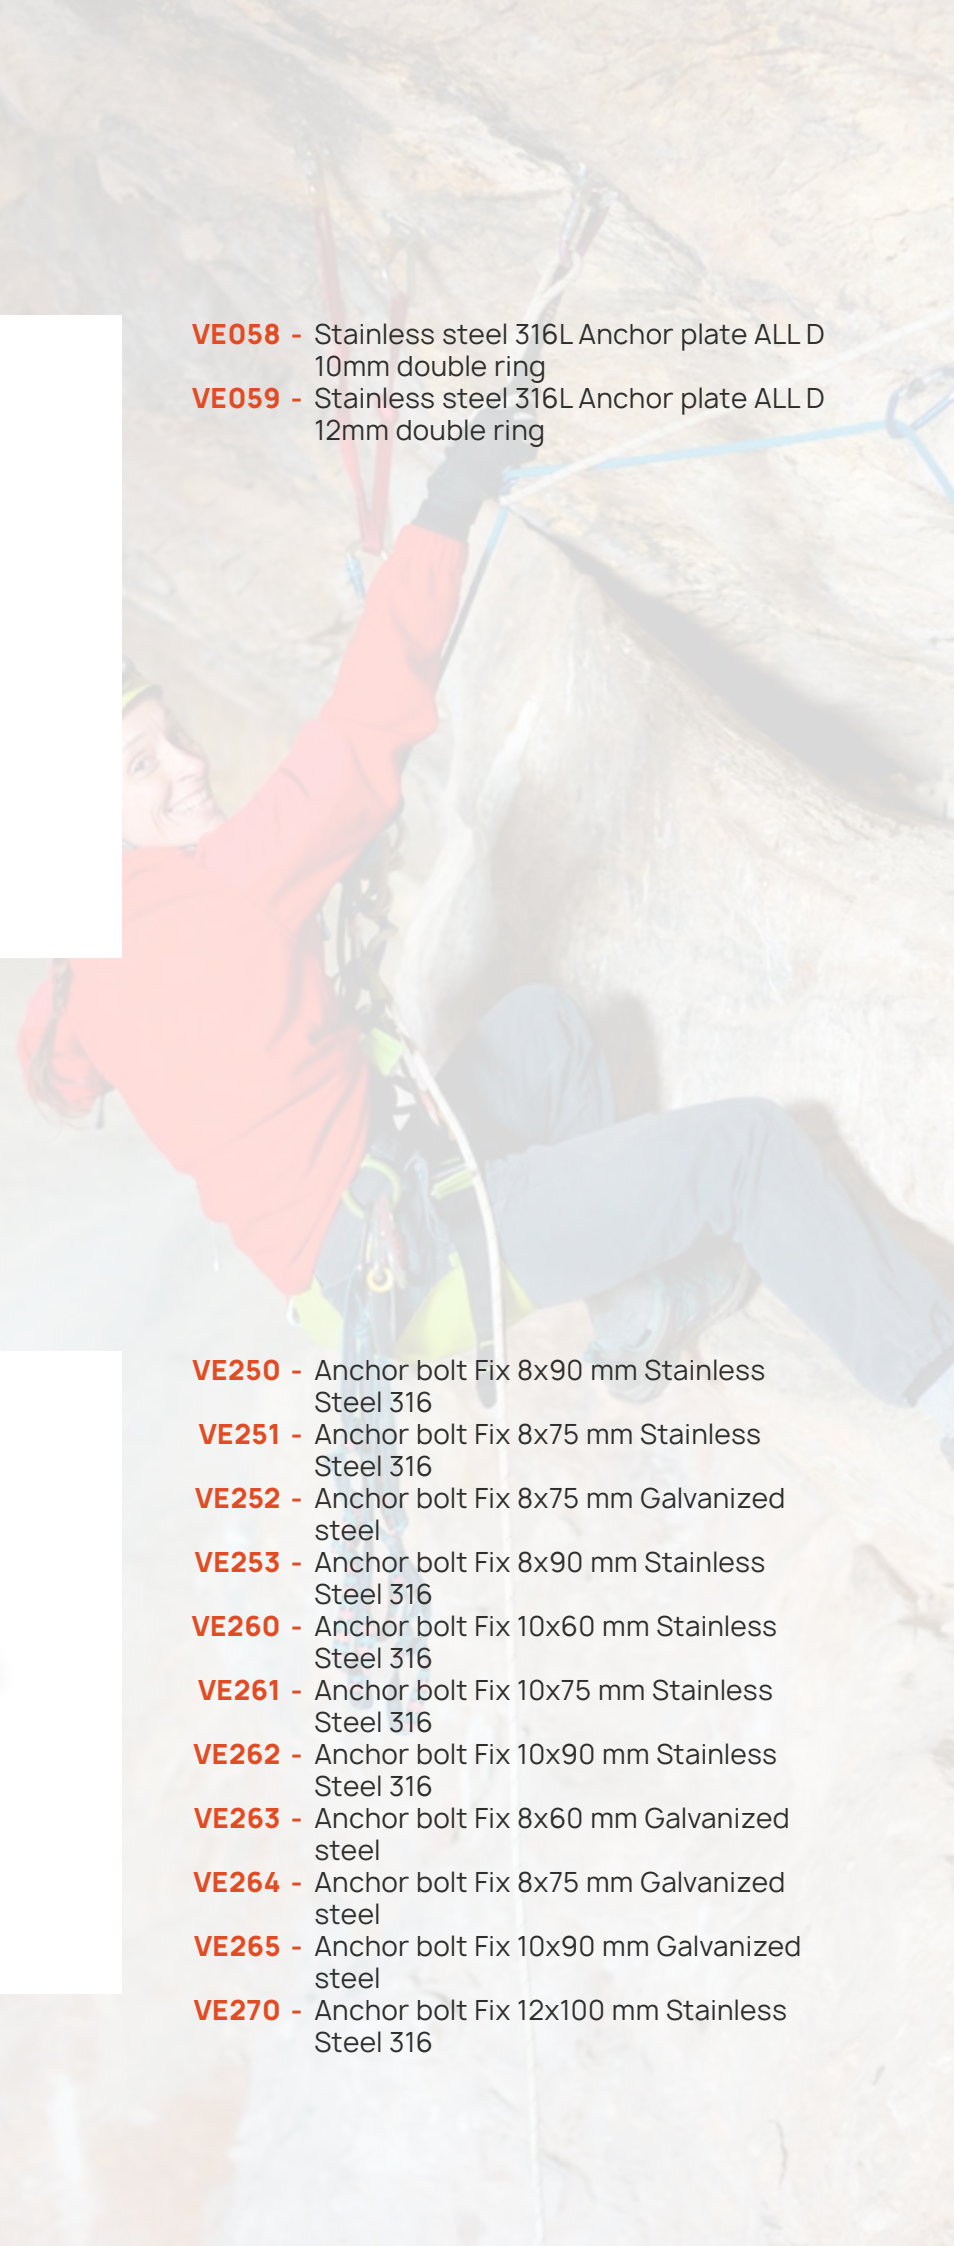 VE058 - Stainless steel 316L Anchor plate ALL D
10mm double ring
VE059 - Stainless steel 316L Anchor plate ALL D
12mm double ring
VE250 - Anchor bolt Fix 8x90 mm Stainless
Steel 316
VE251 - Anchor bolt Fix 8x75 mm Stainless
Steel 316
VE252 - Anchor bolt Fix 8x75 mm Galvanized
steel
VE253 - Anchor bolt Fix 8x90 mm Stainless
Steel 316
VE260 - Anchor bolt Fix 10x60 mm Stainless
Steel 316
VE261 - Anchor bolt Fix 10x75 mm Stainless
Steel 316
VE262 - Anchor bolt Fix 10x90 mm Stainless
Steel 316
VE263 - Anchor bolt Fix 8x60 mm Galvanized
steel
VE264 - Anchor bolt Fix 8x75 mm Galvanized
steel
VE265 - Anchor bolt Fix 10x90 mm Galvanized
steel
VE270 - Anchor bolt Fix 12x100 mm Stainless
Steel 316